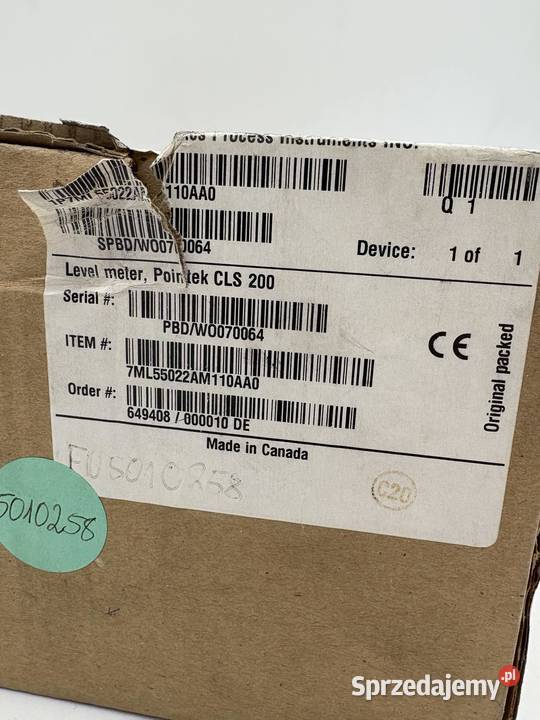 Process Instruments INC.
110AA0
Q 1
SPBD/WO070064
Device: 1 of 1
Level meter, Pointek CLS 200
Serial #:
PBD/WO070064
ITEM #:
7ML55022AM110AA0
Order #:
649408 / 000010 DE
Made in Canada
Original packed
CE
FU5010258
C20
5010258
Sprzedajemy.pl